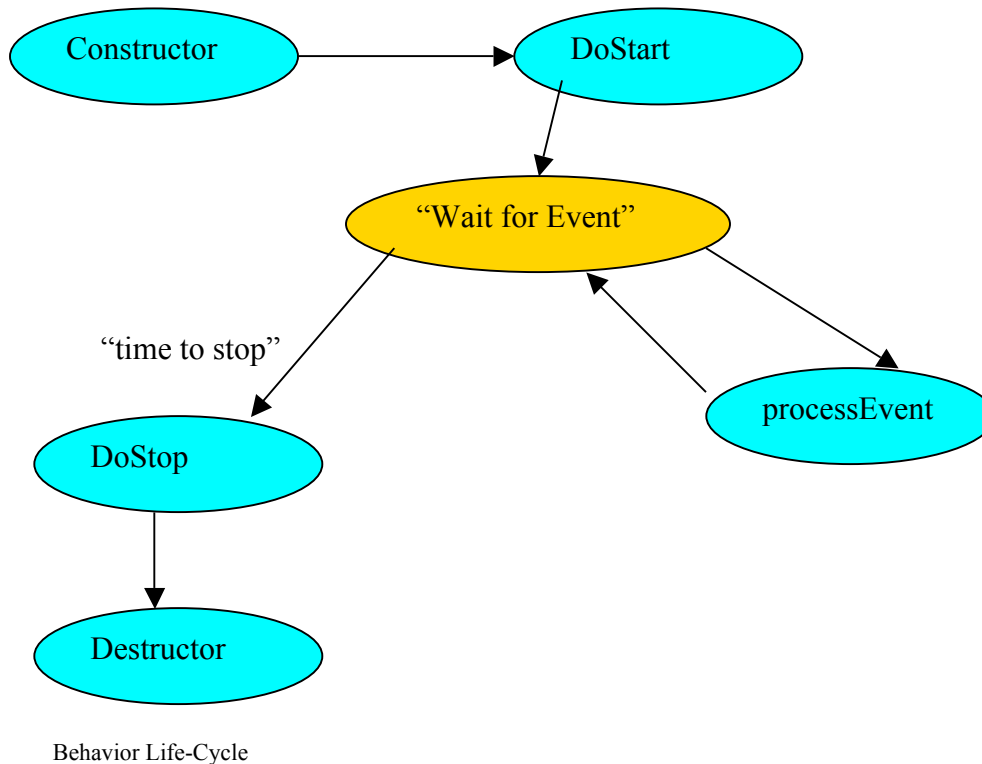 Constructor
DoStart
“Wait for Event”
“time to stop”
processEvent
DoStop
Destructor
Behavior Life-Cycle